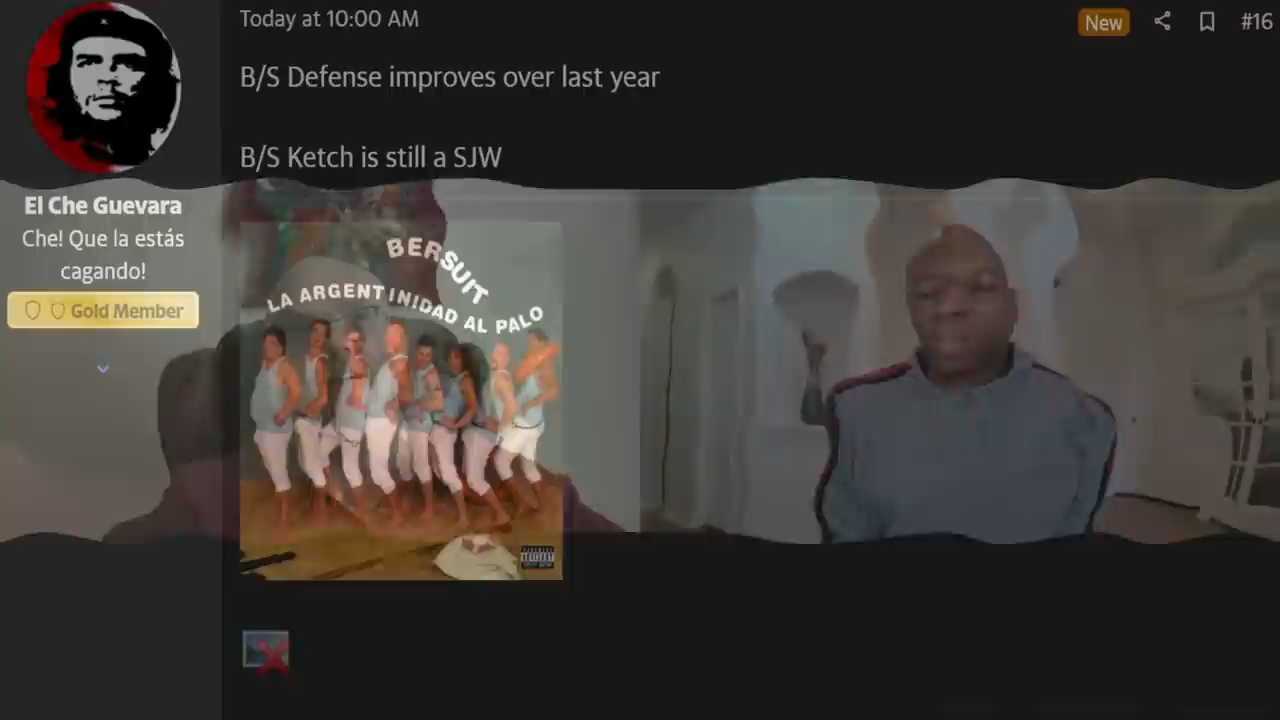 Today at 10:00 AM
New
#16
B/S Defense improves over last year
B/S Ketch is still a SJW
El Che Guevara
Che! Que la estás
cagando!
Gold Member
BERSUIT
LA ARGENTINIDAD AL PALO